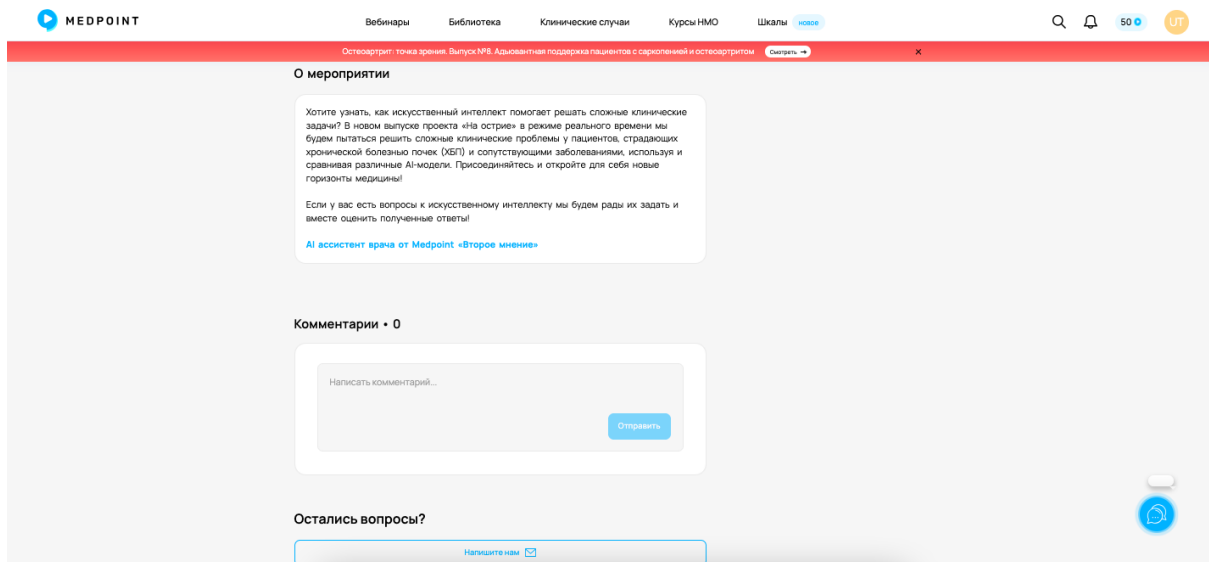 MEDPOINT
Вебинары Библиотека Клинические случаи Курсы НМО Шкалы новое 50 UT
Остеоартрит: точка зрения. Выпуск №8. Адъювантная поддержка пациентов с саркопенией и остеоартритом Смотреть → ×
О мероприятии
Хотите узнать, как искусственный интеллект помогает решать сложные клинические
задачи? В новом выпуске проекта «На острие» в режиме реального времени мы
будем пытаться решить сложные клинические проблемы у пациентов, страдающих
хронической болезнью почек (ХБП) и сопутствующими заболеваниями, используя и
сравнивая различные AI-модели. Присоединяйтесь и откройте для себя новые
горизонты медицины!
Если у вас есть вопросы к искусственному интеллекту мы будем рады их задать и
вместе оценить полученные ответы!
AI ассистент врача от Medpoint «Второе мнение»
Комментарии • 0
Написать комментарий...
Отправить
Остались вопросы?
Напишите нам